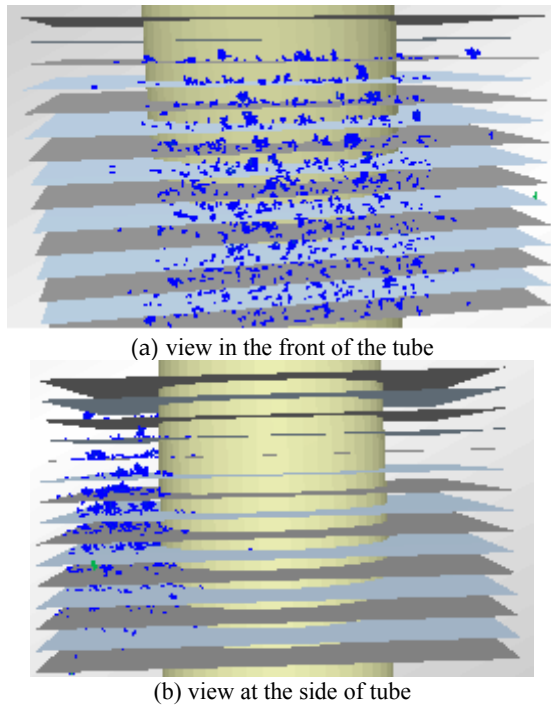 (a) view in the front of the tube
(b) view at the side of tube